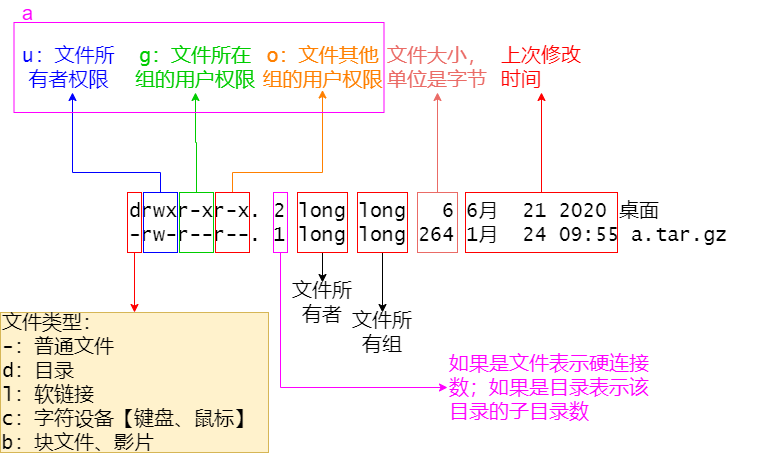 a
u: 文件所
有者权限
g: 文件所在
组的用户权限
o: 文件其他
组的用户权限
文件大小，
单位是字节
上次修改
时间
drwxr-xr-x. 2 long long 6 6月 21 2020 桌面
-rw-r--r--. 1 long long 264 1月 24 09:55 a.tar.gz
文件所
有者
文件所
有组
文件类型:
-: 普通文件
d: 目录
l: 软链接
c: 字符设备【键盘、鼠标】
b: 块文件、影片
如果是文件表示硬连接
数；如果是目录表示该
目录的子目录数